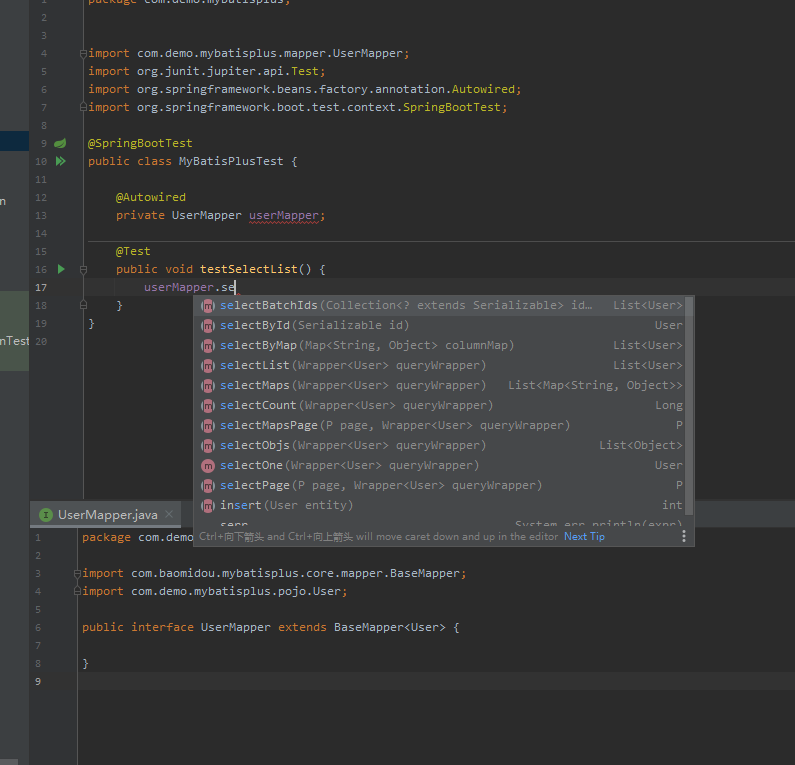 package com.demo.mybatisplus;
2
3
4 import com.demo.mybatisplus.mapper.UserMapper;
5 import org.junit.jupiter.api.Test;
6 import org.springframework.beans.factory.annotation.Autowired;
7 import org.springframework.boot.test.context.SpringBootTest;
8
9 @SpringBootTest
10 public class MyBatisPlusTest {
11
12 @Autowired
13 private UserMapper userMapper;
14
15 @Test
16 public void testSelectList() {
17 userMapper.se
18 }
19 }
20
n
nTest
selectBatchIds(Collection<? extends Serializable> id… List<User>
selectById(Serializable id) User
selectByMap(Map<String, Object> columnMap) List<User>
selectList(Wrapper<User> queryWrapper) List<User>
selectMaps(Wrapper<User> queryWrapper) List<Map<String, Object>>
selectCount(Wrapper<User> queryWrapper) Long
selectMapsPage(P page, Wrapper<User> queryWrapper) P
selectObjs(Wrapper<User> queryWrapper) List<Object>
selectOne(Wrapper<User> queryWrapper) User
selectPage(P page, Wrapper<User> queryWrapper) P
insert(User entity) int
serr System.err.println(expr)
Ctrl+向下箭头 and Ctrl+向上箭头 will move caret down and up in the editor Next Tip
UserMapper.java
1 package com.demo
2
3 import com.baomidou.mybatisplus.core.mapper.BaseMapper;
4 import com.demo.mybatisplus.pojo.User;
5
6 public interface UserMapper extends BaseMapper<User> {
7
8 }
9